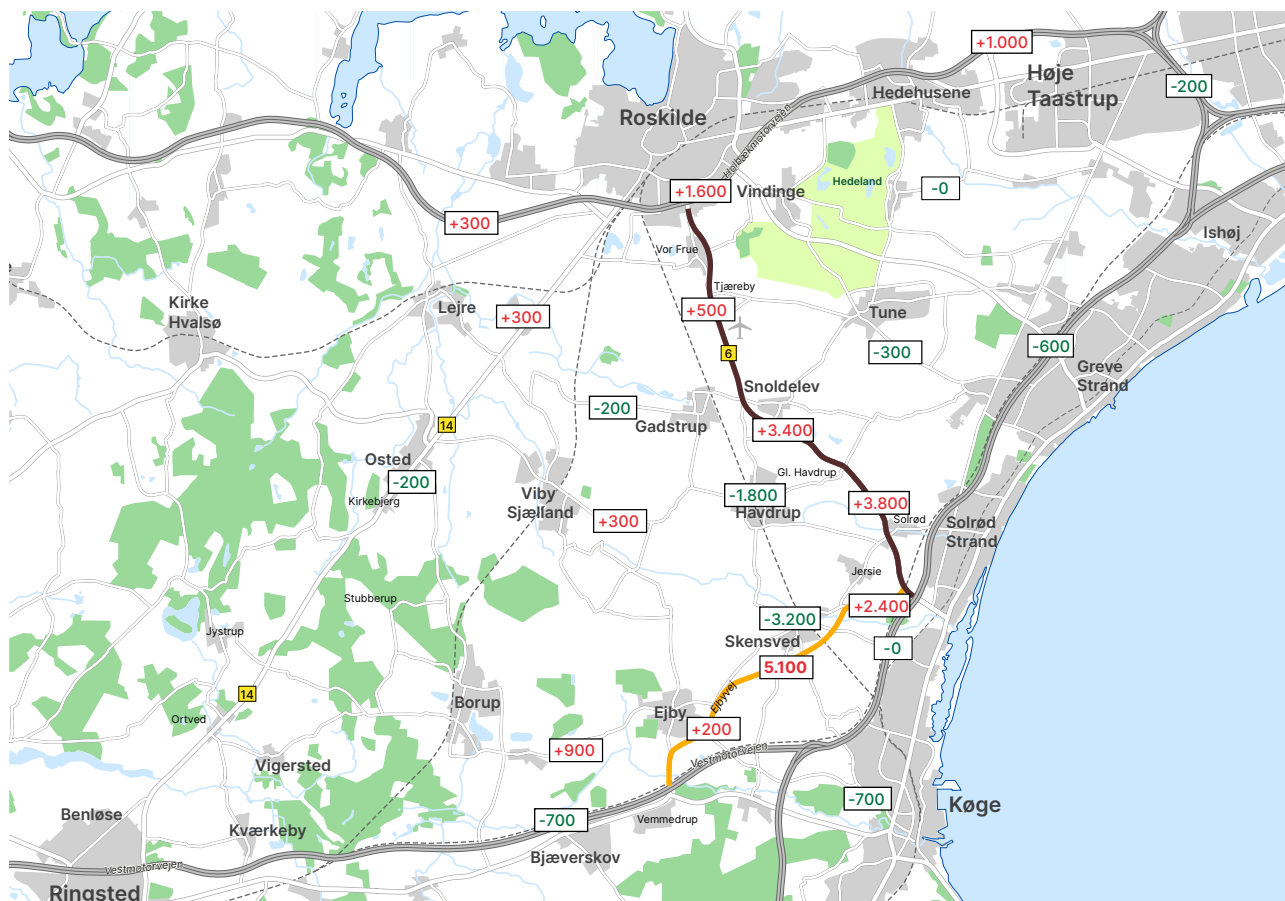 +1.000
Høje
Taastrup
-200
Hedehusene
Roskilde
Holbækmotorvejen
Hedeland
-0
+1.600
Vindinge
+300
Ishøj
Vor Frue
Tjæreby
Kirke
Hvalsø
Lejre
+300
+500
Tune
6
-300
-600
Greve
Strand
Snoldelev
-200
Gadstrup
+3.400
14
Osted
-200
Kirkebjerg
Gl. Havdrup
Viby
Sjælland
-1.800
Havdrup
+3.800
Solrød
+300
Solrød
Strand
Jersie
Stubberup
+2.400
-3.200
Skensved
-0
Jystrup
5.100
14
Ejbyvej
Borup
Ejby
Ortved
+200
+900
Vestmotorvejen
Vigersted
-700
Køge
Benløse
Kværkeby
-700
Vemmedrup
Bjæverskov
Vestmotorvejen
Ringsted